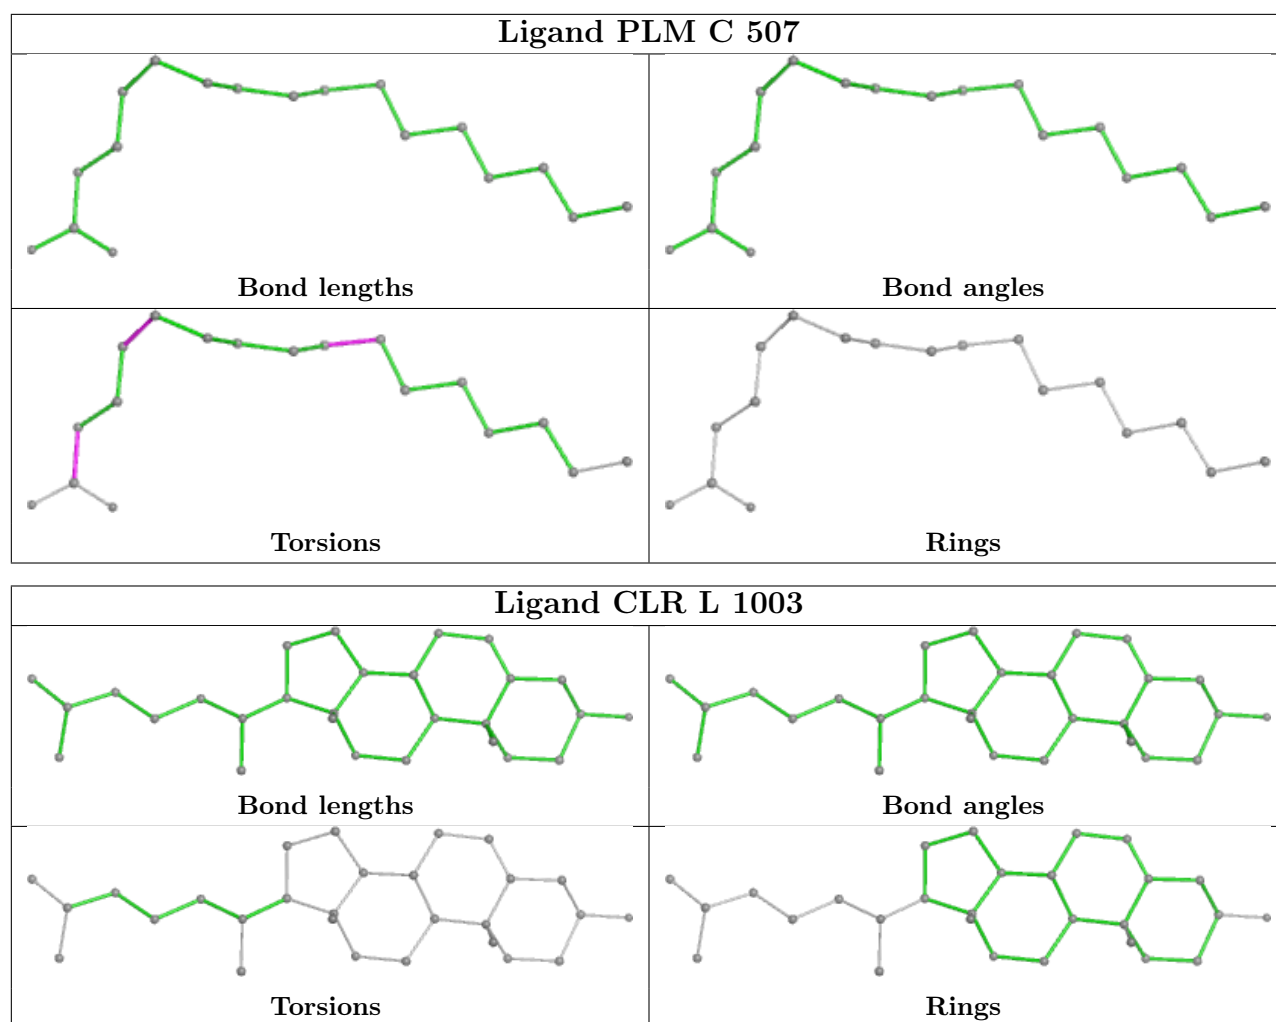 Ligand PLM C 507
Bond lengths
Bond angles
Torsions
Rings
Ligand CLR L 1003
Bond lengths
Bond angles
Torsions
Rings